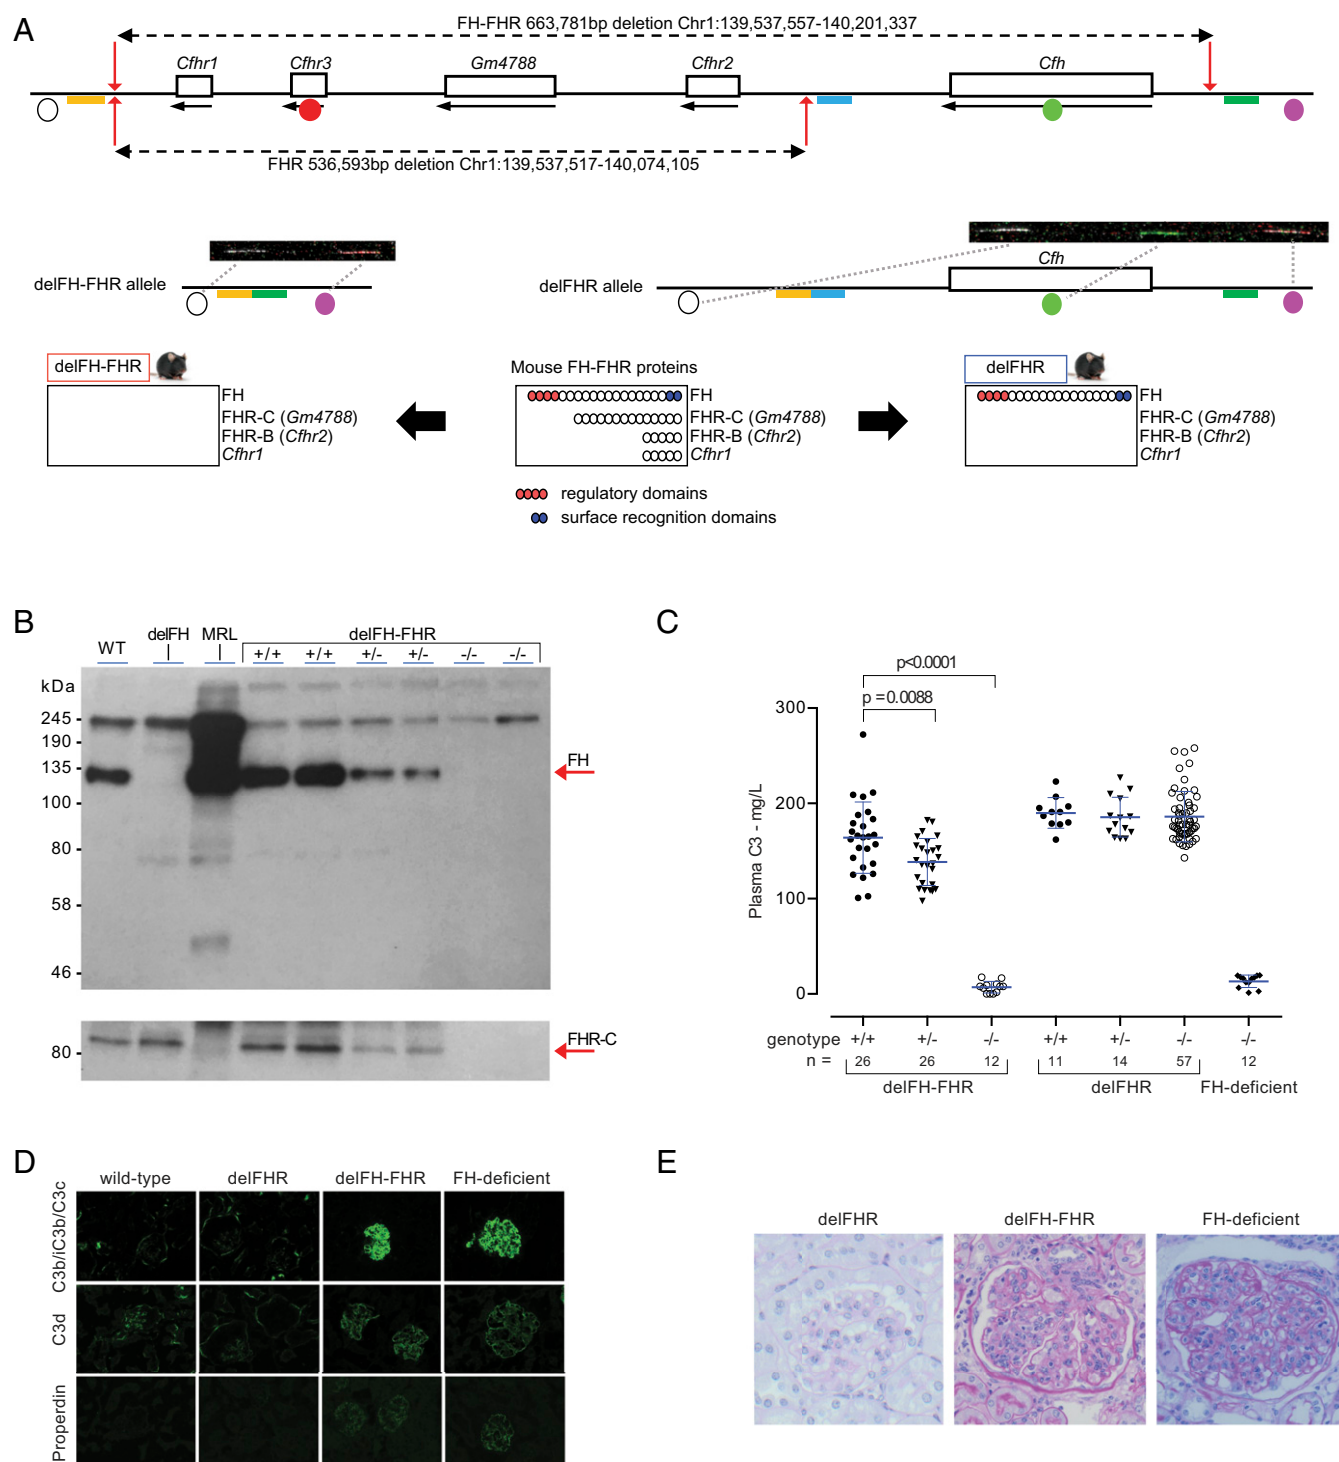 A
FH-FHR 663,781bp deletion Chr1:139,537,557-140,201,337
Cfhr1 Cfhr3 Gm4788 Cfhr2 Cfh
FHR 536,593bp deletion Chr1:139,537,517-140,074,105
delFH-FHR allele
delFHR allele
Cfh
delFH-FHR
FH
FHR-C (Gm4788)
FHR-B (Cfhr2)
Cfhr1
Mouse FH-FHR proteins
FH
FHR-C (Gm4788)
FHR-B (Cfhr2)
Cfhr1
regulatory domains
surface recognition domains
delFHR
FH
FHR-C (Gm4788)
FHR-B (Cfhr2)
Cfhr1
B
WT delFH MRL delFH-FHR
+/+ +/+ +/- +/- -/- -/-
kDa
245
190
135
100
80
58
46
FH
80
FHR-C
C
p<0.0001
p =0.0088
Plasma C3 - mg/L
300
200
100
0
genotype +/+ +/- -/- +/+ +/- -/- -/-
n = 26 26 12 11 14 57 12
delFH-FHR delFHR FH-deficient
D
wild-type delFHR delFH-FHR FH-deficient
C3b/iC3b/C3c
C3d
Properdin
E
delFHR delFH-FHR FH-deficient